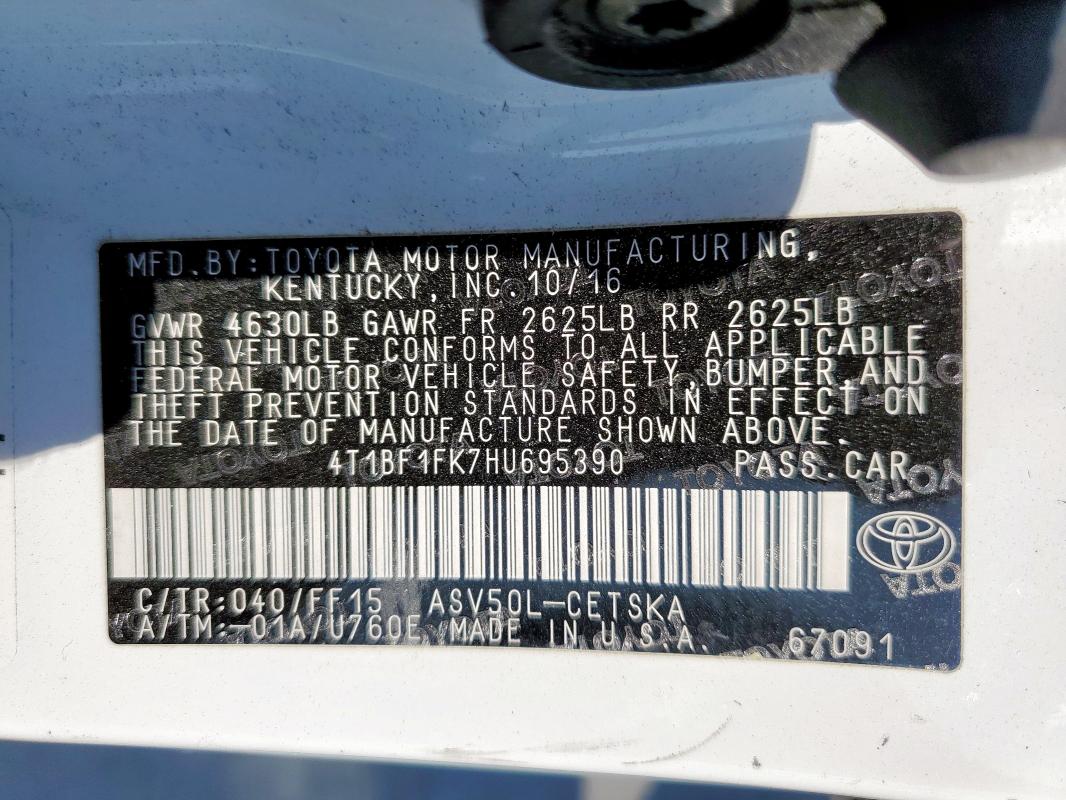 MFD.BY:TOYOTA MOTOR MANUFACTURING,
KENTUCKY,INC. 10/16
GVWR 4630LB GAWR FR 2625LB RR 2625LB
THIS VEHICLE CONFORMS TO ALL APPLICABLE
FEDERAL MOTOR VEHICLE SAFETY,BUMPER,AND
THEFT PREVENTION STANDARDS IN EFFECT ON
THE DATE OF MANUFACTURE SHOWN ABOVE.
4T1BF1FK7HU695390 PASS.CAR
C/TR:040/FF15 ASV50L-CETSKA
A/TM:-01A/U760E MADE IN U.S.A. 67091